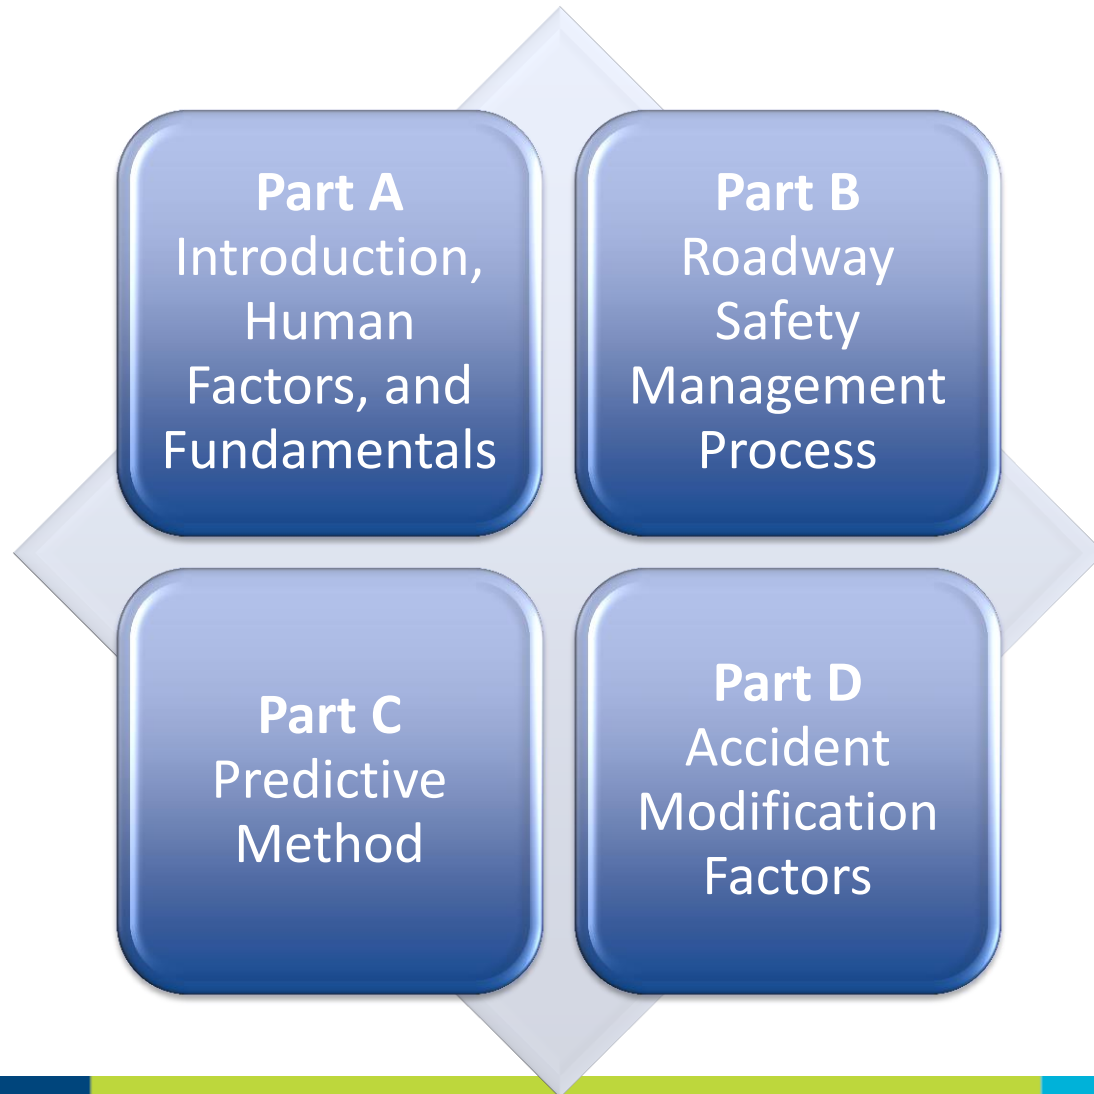 Part A
Introduction,
Human
Factors, and
Fundamentals
Part B
Roadway
Safety
Management
Process
Part C
Predictive
Method
Part D
Accident
Modification
Factors